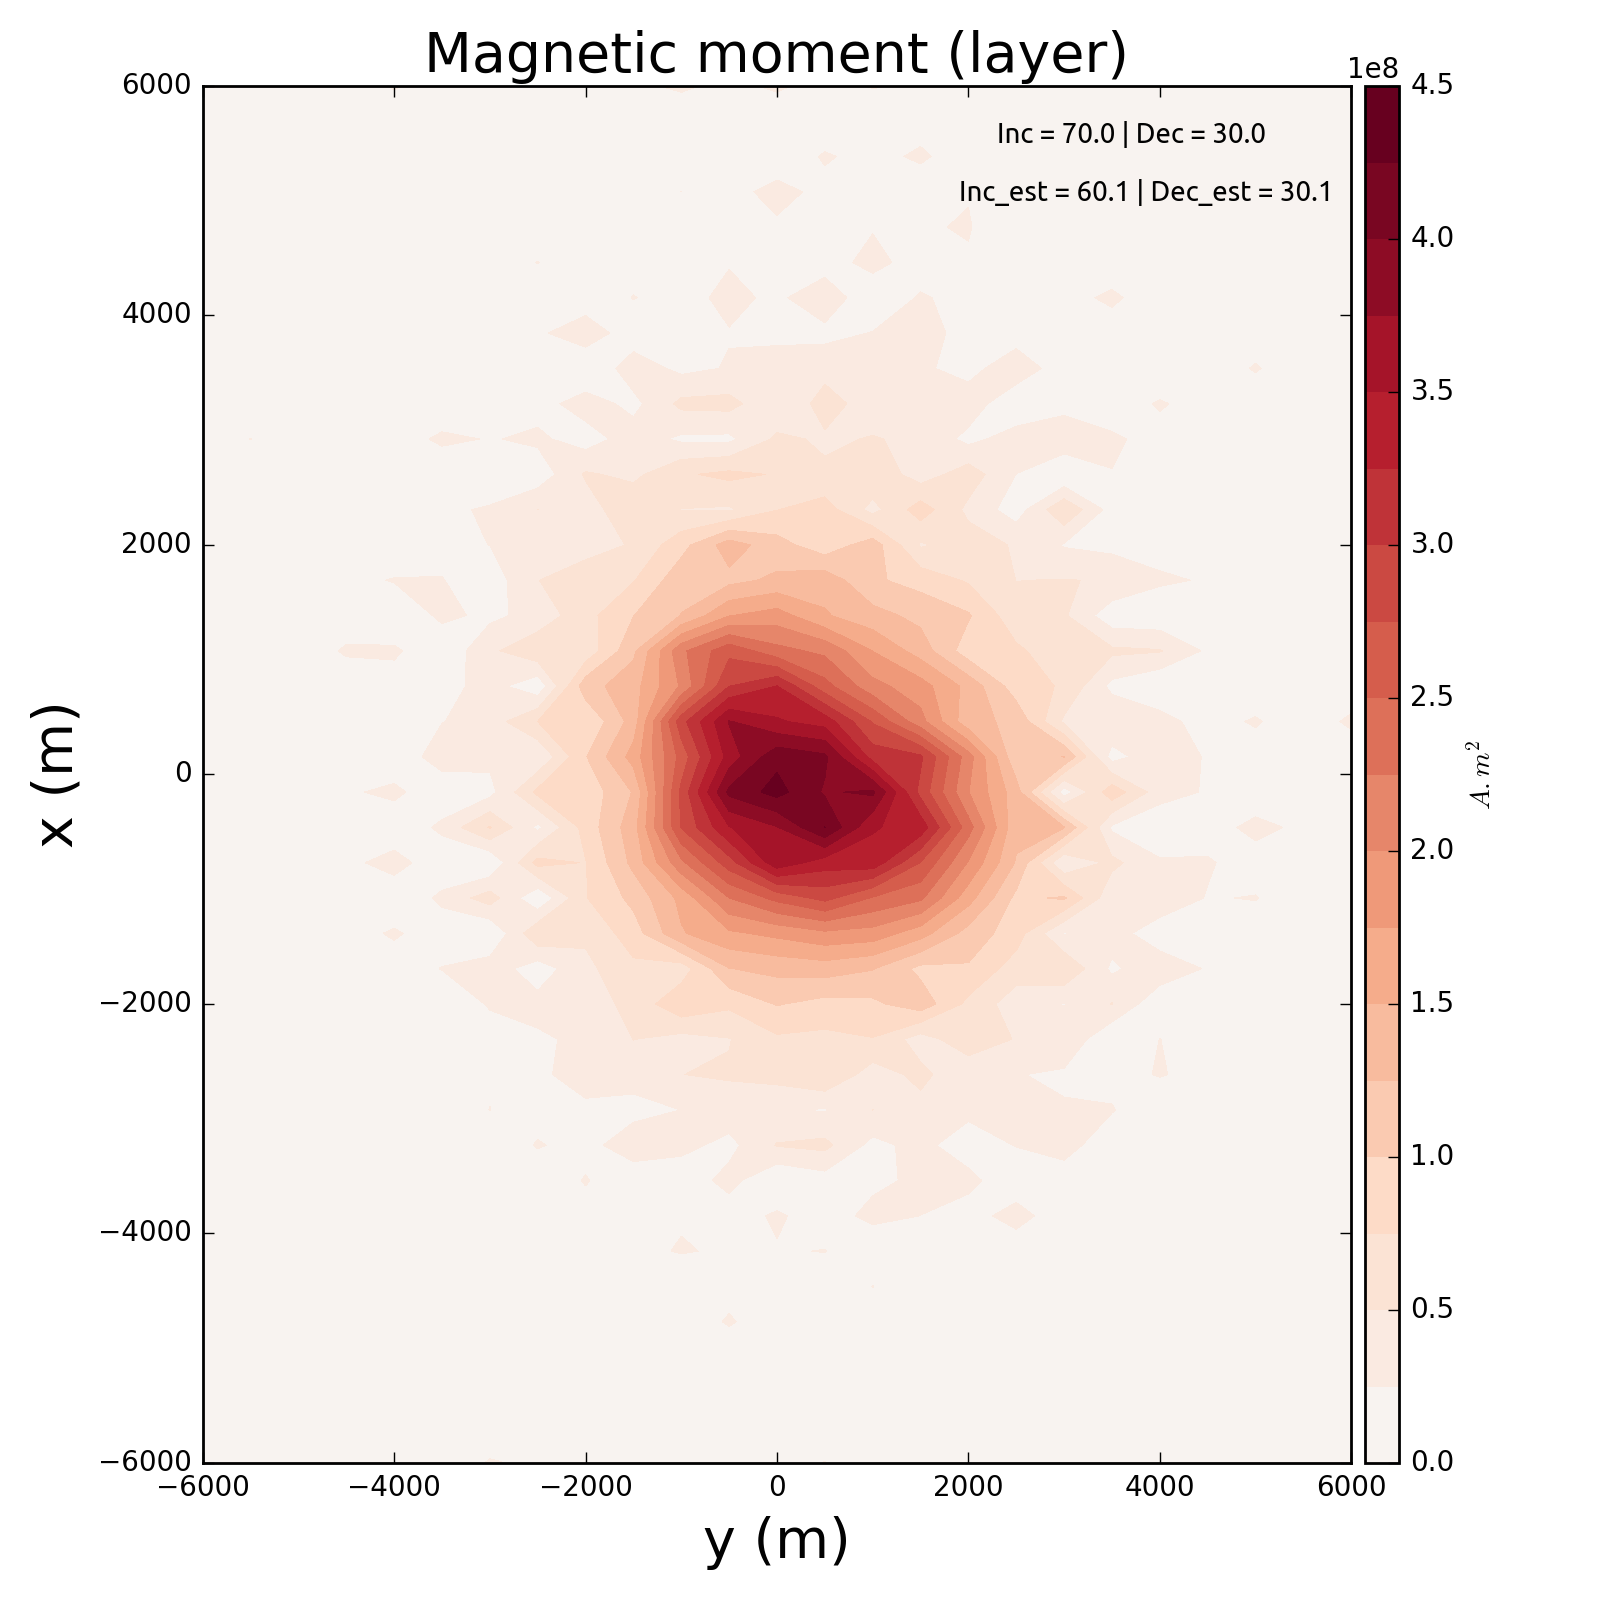 Magnetic moment (layer)
1e8
Inc = 70.0 | Dec = 30.0
Inc_est = 60.1 | Dec_est = 30.1
x (m)
6000
4000
2000
0
−2000
−4000
−6000
−6000 −4000 −2000 0 2000 4000 6000
y (m)
4.5
4.0
3.5
3.0
2.5
2.0
1.5
1.0
0.5
0.0
A.m²